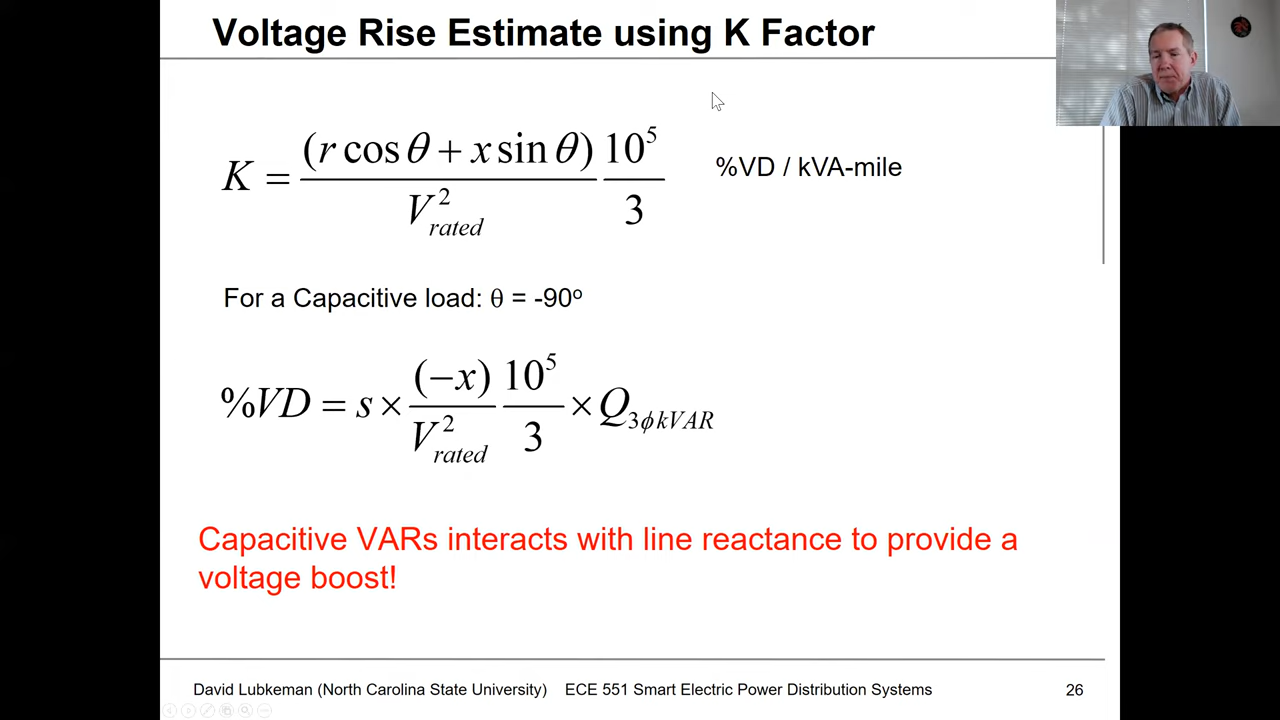 Voltage Rise Estimate using K Factor
K = (r cos θ + x sin θ) / V²rated 10⁵ / 3
%VD / kVA-mile
For a Capacitive load: θ = -90º
%VD = s × (−x) / V²rated 10⁵ / 3 × Q3ϕkVAR
Capacitive VARs interacts with line reactance to provide a
voltage boost!
David Lubkeman (North Carolina State University) ECE 551 Smart Electric Power Distribution Systems 26